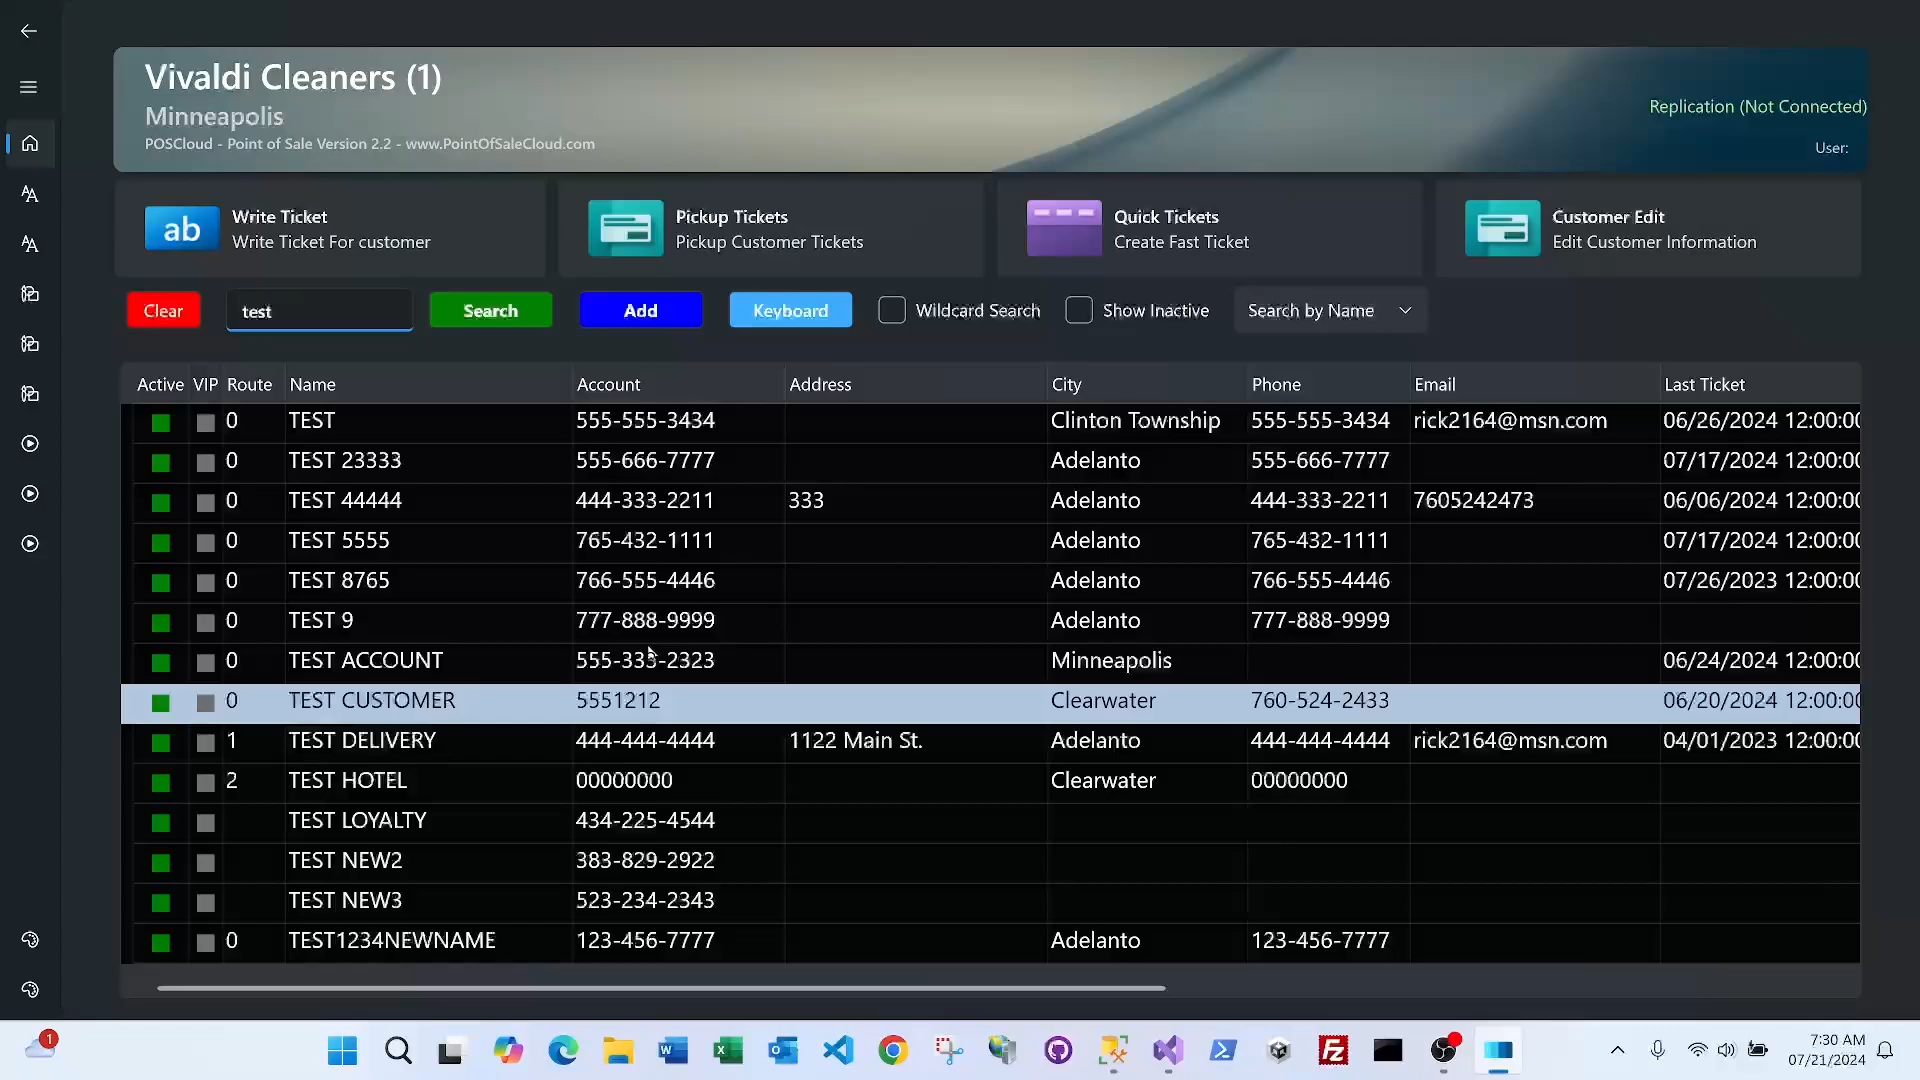 Vivaldi Cleaners (1)
Minneapolis
POSCloud - Point of Sale Version 2.2 - www.PointOfSaleCloud.com
Replication (Not Connected)
User:
ab
Write Ticket
Write Ticket For customer
Pickup Tickets
Pickup Customer Tickets
Quick Tickets
Create Fast Ticket
Customer Edit
Edit Customer Information
Clear test Search Add Keyboard Wildcard Search Show Inactive Search by Name
Active VIP Route Name Account Address City Phone Email Last Ticket
0 TEST 555-555-3434 Clinton Township 555-555-3434 rick2164@msn.com 06/26/2024 12:00:00
0 TEST 23333 555-666-7777 Adelanto 555-666-7777 07/17/2024 12:00:00
0 TEST 44444 444-333-2211 333 Adelanto 444-333-2211 7605242473 06/06/2024 12:00:00
0 TEST 5555 765-432-1111 Adelanto 765-432-1111 07/17/2024 12:00:00
0 TEST 8765 766-555-4446 Adelanto 766-555-4446 07/26/2023 12:00:00
0 TEST 9 777-888-9999 Adelanto 777-888-9999
0 TEST ACCOUNT 555-333-2323 Minneapolis 06/24/2024 12:00:00
0 TEST CUSTOMER 5551212 Clearwater 760-524-2433 06/20/2024 12:00:00
1 TEST DELIVERY 444-444-4444 1122 Main St. Adelanto 444-444-4444 rick2164@msn.com 04/01/2023 12:00:00
2 TEST HOTEL 00000000 Clearwater 00000000
TEST LOYALTY 434-225-4544
TEST NEW2 383-829-2922
TEST NEW3 523-234-2343
0 TEST1234NEWNAME 123-456-7777 Adelanto 123-456-7777
1
7:30 AM
07/21/2024